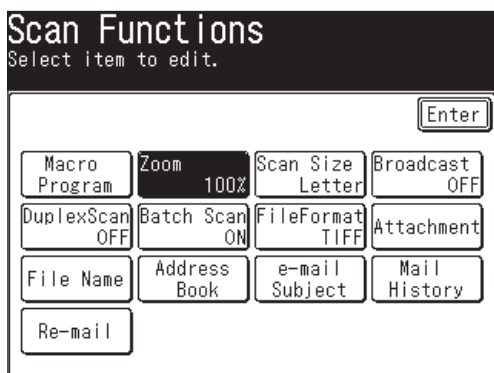 Scan Functions
Select item to edit.
Enter
Macro Program
Zoom 100%
Scan Size Letter
Broadcast OFF
DuplexScan OFF
Batch Scan ON
FileFormat TIFF
Attachment
File Name
Address Book
e-mail Subject
Mail History
Re-mail